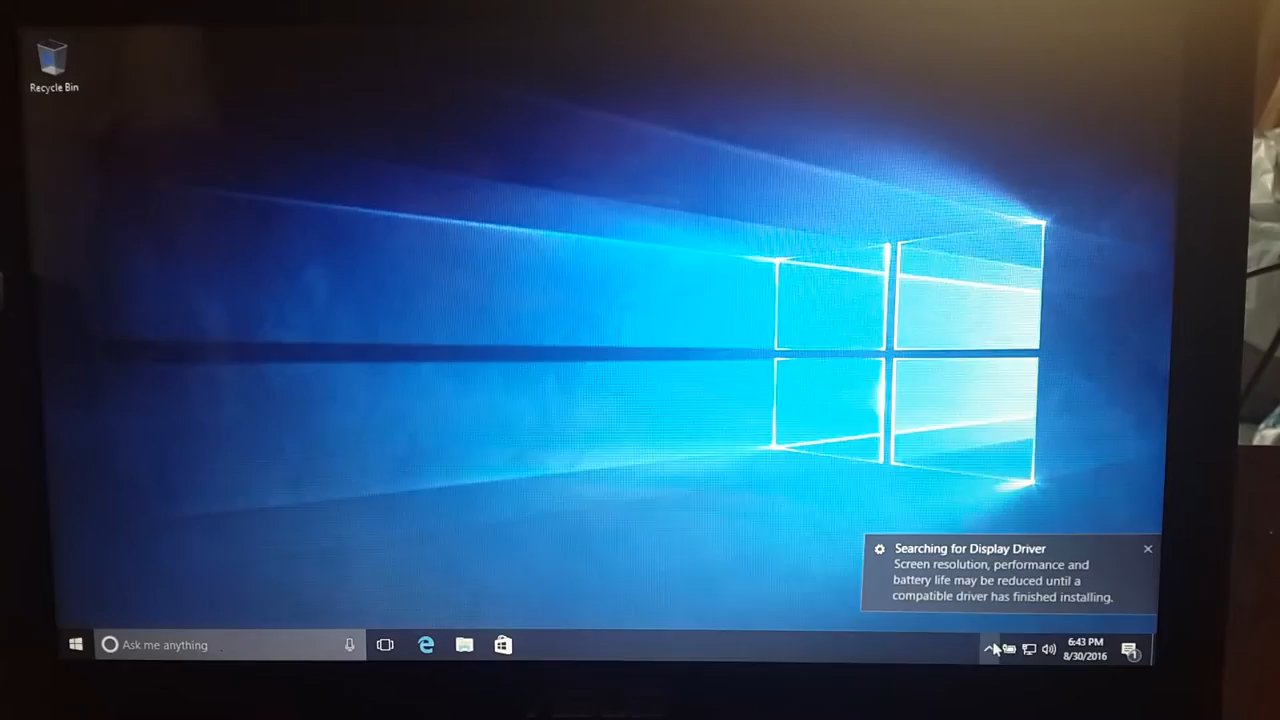 Recycle Bin
Searching for Display Driver
Screen resolution, performance and
battery life may be reduced until a
compatible driver has finished installing.
Ask me anything
6:43 PM
8/30/2016
1